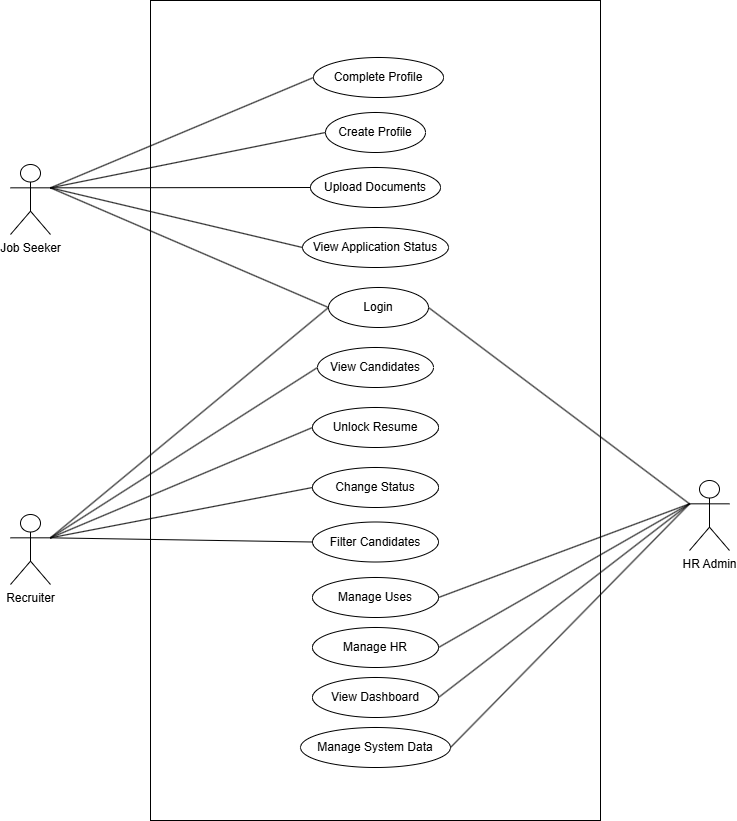 Complete Profile
Create Profile
Upload Documents
Job Seeker
View Application Status
Login
View Candidates
Unlock Resume
Change Status
Filter Candidates
HR Admin
Recruiter
Manage Uses
Manage HR
View Dashboard
Manage System Data